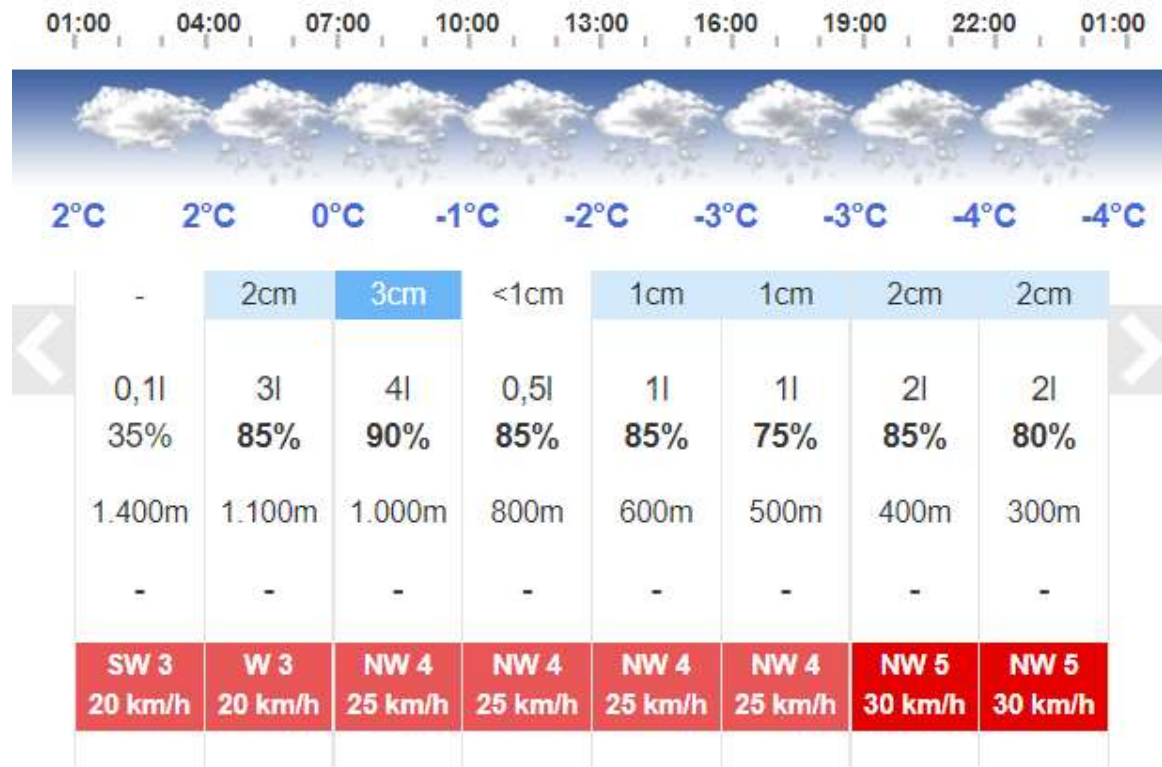 01:00 04:00 07:00 10:00 13:00 16:00 19:00 22:00 01:00
2°C 2°C 0°C -1°C -2°C -3°C -3°C -4°C -4°C
- 2cm 3cm <1cm 1cm 1cm 2cm 2cm
0,1l 3l 4l 0,5l 1l 1l 2l 2l
35% 85% 90% 85% 85% 75% 85% 80%
1.400m 1.100m 1.000m 800m 600m 500m 400m 300m
- - - - - - - -
SW 3 W 3 NW 4 NW 4 NW 4 NW 4 NW 5 NW 5
20 km/h 20 km/h 25 km/h 25 km/h 25 km/h 25 km/h 30 km/h 30 km/h